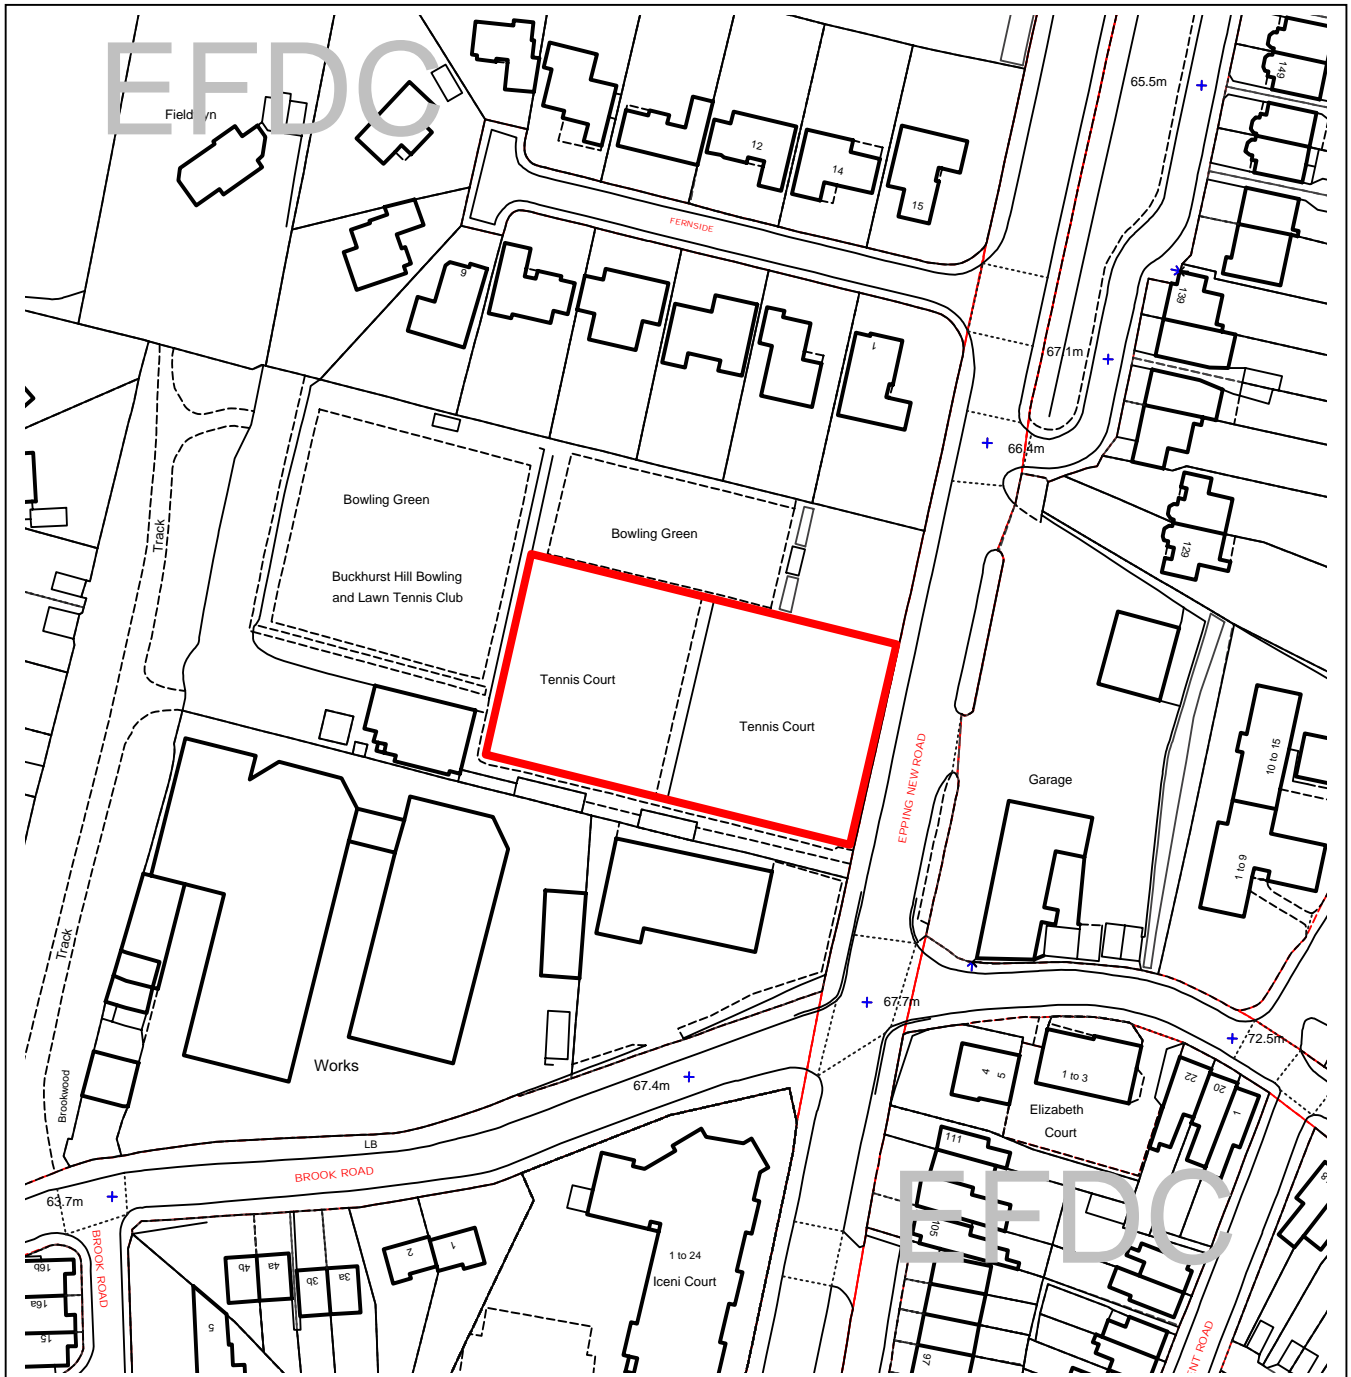 EFDC
65.5m
149
12
14
15
FERNSIDE
9
139
1
67.1m
66.4m
Bowling Green
Bowling Green
Track
129
Buckhurst Hill Bowling
and Lawn Tennis Club
Tennis Court
Tennis Court
EPPING NEW ROAD
Garage
10 to 15
1 to 9
Track
67.7m
72.5m
Works
67.4m
Brookwood
4
5
1 to 3
22
20
1
Elizabeth
Court
LB
BROOK ROAD
111
EFDC
63.7m
105
BROOK ROAD
1 to 24
Iceni Court
16b
16a
15
4b
4a
3b
3a
2
1
5
97
ENT ROAD